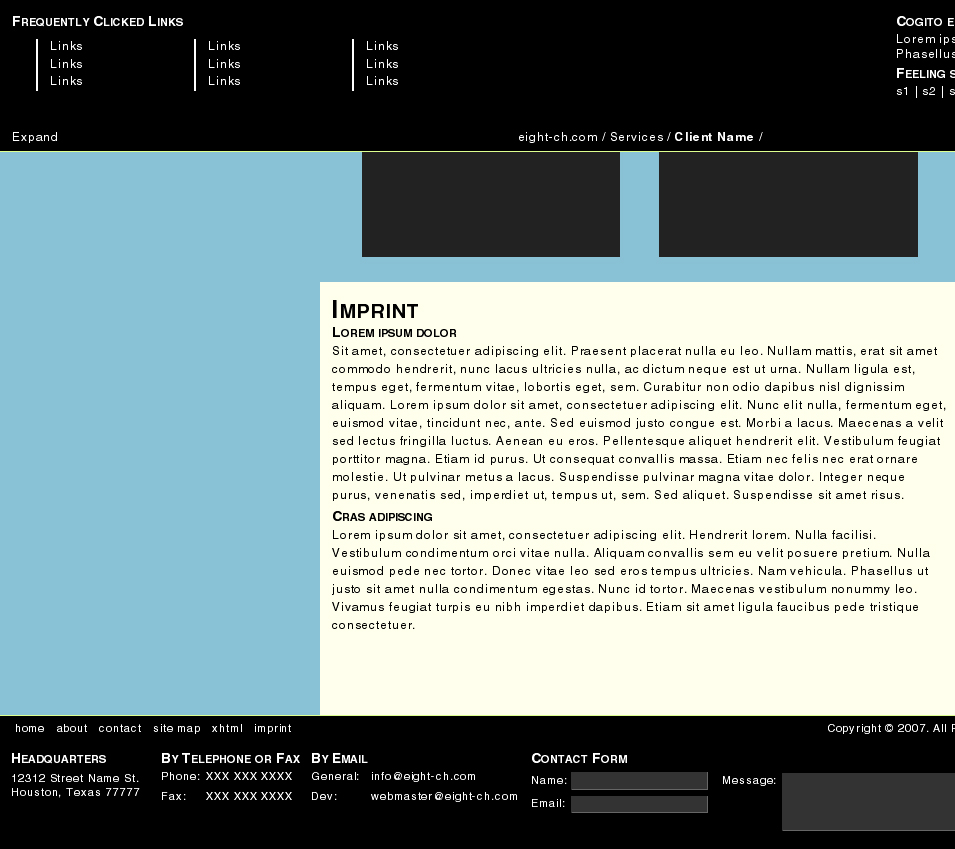 Frequently Clicked Links
Links Links Links
Links Links Links
Links Links Links
Cogito
Lorem
Phasellus
Feeling
s1 | s2 |
Expand
eight-ch.com / Services / Client Name /
Imprint
Lorem ipsum dolor
Sit amet, consectetuer adipiscing elit. Praesent placerat nulla eu leo. Nullam mattis, erat sit amet
commodo hendrerit, nunc lacus ultricies nulla, ac dictum neque est ut urna. Nullam ligula est,
tempus eget, fermentum vitae, lobortis eget, sem. Curabitur non odio dapibus nisl dignissim
aliquam. Lorem ipsum dolor sit amet, consectetuer adipiscing elit. Nunc elit nulla, fermentum eget,
euismod vitae, tincidunt nec, ante. Sed euismod justo congue est. Morbi a lacus. Maecenas a velit
sed lectus fringilla luctus. Aenean eu eros. Pellentesque aliquet hendrerit elit. Vestibulum feugiat
porttitor magna. Etiam id purus. Ut consequat convallis massa. Etiam nec felis nec erat ornare
molestie. Ut pulvinar metus a lacus. Suspendisse pulvinar magna vitae dolor. Integer neque
purus, venenatis sed, imperdiet ut, tempus ut, sem. Sed aliquet. Suspendisse sit amet risus.
Cras adipiscing
Lorem ipsum dolor sit amet, consectetuer adipiscing elit. Hendrerit lorem. Nulla facilisi.
Vestibulum condimentum orci vitae nulla. Aliquam convallis sem eu velit posuere pretium. Nulla
euismod pede nec tortor. Donec vitae leo sed eros tempus ultricies. Nam vehicula. Phasellus ut
justo sit amet nulla condimentum egestas. Nunc id tortor. Maecenas vestibulum nonummy leo.
Vivamus feugiat turpis eu nibh imperdiet dapibus. Etiam sit amet ligula faucibus pede tristique
consectetuer.
home about contact site map xhtml imprint
Copyright © 2007. All
Headquarters
12312 Street Name St.
Houston, Texas 77777
By Telephone or Fax
Phone: XXX XXX XXXX
Fax: XXX XXX XXXX
By Email
General: info@eight-ch.com
Dev: webmaster@eight-ch.com
Contact Form
Name:
Email:
Message: